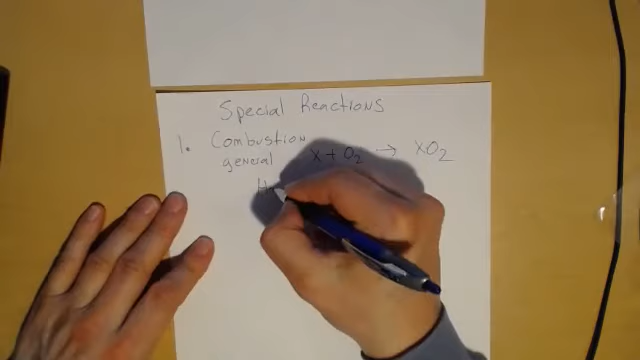 Special Reactions
1. Combustion
general X + O2 → XO2
H